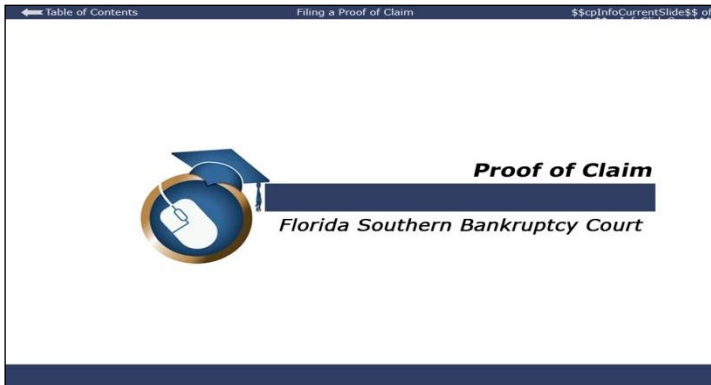 Table of Contents
Filing a Proof of Claim
$$cpInfoCurrentSlide$$ of
Proof of Claim
Florida Southern Bankruptcy Court